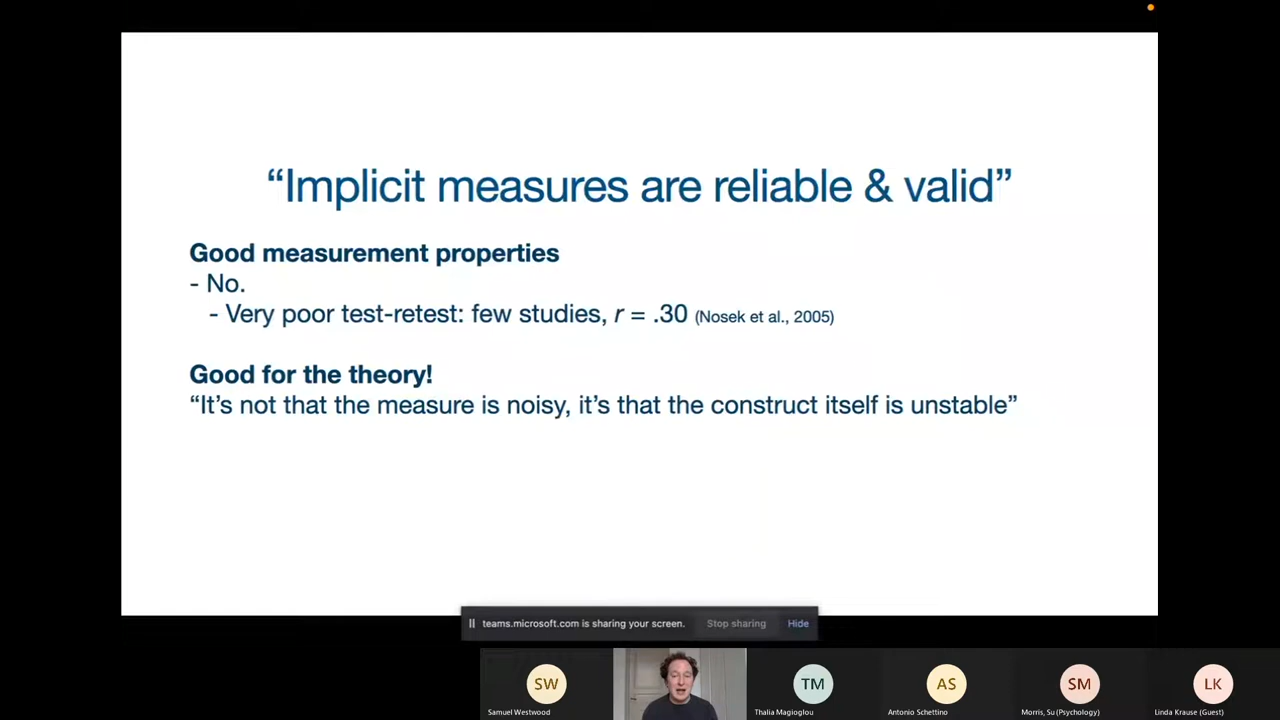 “Implicit measures are reliable & valid”
Good measurement properties
- No.
- Very poor test-retest: few studies, r = .30 (Nosek et al., 2005)
Good for the theory!
“It’s not that the measure is noisy, it’s that the construct itself is unstable”
teams.microsoft.com is sharing your screen. Stop sharing Hide
SW TM AS SM LK
Samuel Westwood Thalia Magioglou Antonio Schettino Morris, Su (Psychology) Linda Krause (Guest)